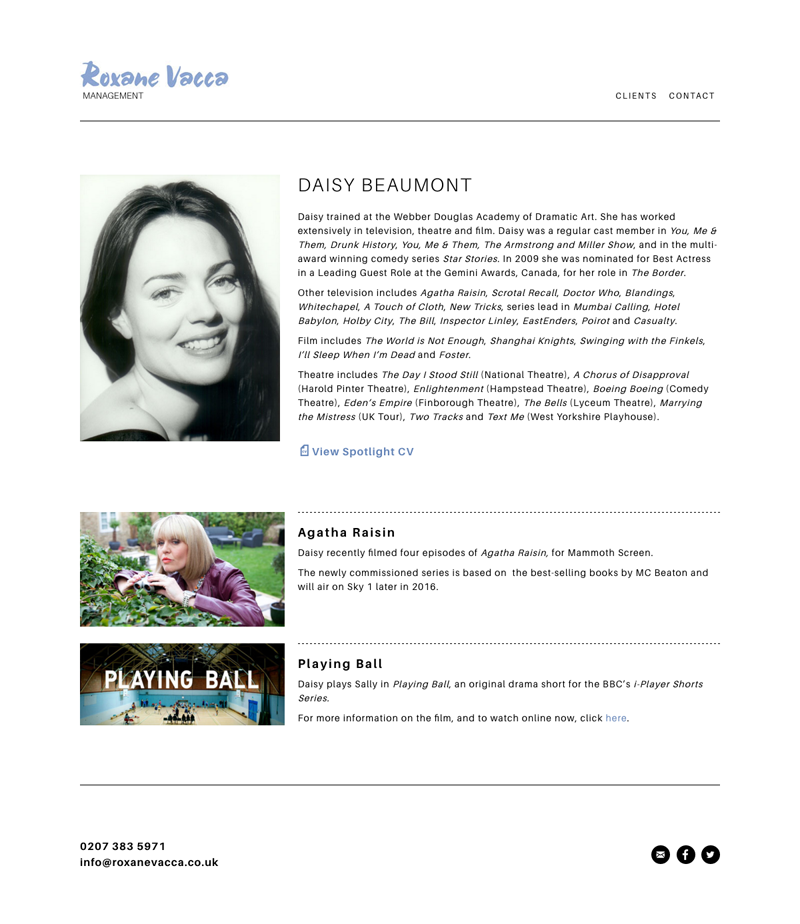 Roxane Vacca
MANAGEMENT
CLIENTS CONTACT
DAISY BEAUMONT
Daisy trained at the Webber Douglas Academy of Dramatic Art. She has worked
extensively in television, theatre and film. Daisy was a regular cast member in You, Me &
Them, Drunk History, You, Me & Them, The Armstrong and Miller Show, and in the multi-
award winning comedy series Star Stories. In 2009 she was nominated for Best Actress
in a Leading Guest Role at the Gemini Awards, Canada, for her role in The Border.
Other television includes Agatha Raisin, Scrotal Recall, Doctor Who, Blandings,
Whitechapel, A Touch of Cloth, New Tricks, series lead in Mumbai Calling, Hotel
Babylon, Holby City, The Bill, Inspector Linley, EastEnders, Poirot and Casualty.
Film includes The World is Not Enough, Shanghai Knights, Swinging with the Finkels,
I'll Sleep When I'm Dead and Foster.
Theatre includes The Day I Stood Still (National Theatre), A Chorus of Disapproval
(Harold Pinter Theatre), Enlightenment (Hampstead Theatre), Boeing Boeing (Comedy
Theatre), Eden's Empire (Finborough Theatre), The Bells (Lyceum Theatre), Marrying
the Mistress (UK Tour), Two Tracks and Text Me (West Yorkshire Playhouse).
View Spotlight CV
Agatha Raisin
Daisy recently filmed four episodes of Agatha Raisin, for Mammoth Screen.
The newly commissioned series is based on the best-selling books by MC Beaton and
will air on Sky 1 later in 2016.
PLAYING BALL
Playing Ball
Daisy plays Sally in Playing Ball, an original drama short for the BBC's i-Player Shorts
Series.
For more information on the film, and to watch online now, click here.
0207 383 5971
info@roxanevacca.co.uk